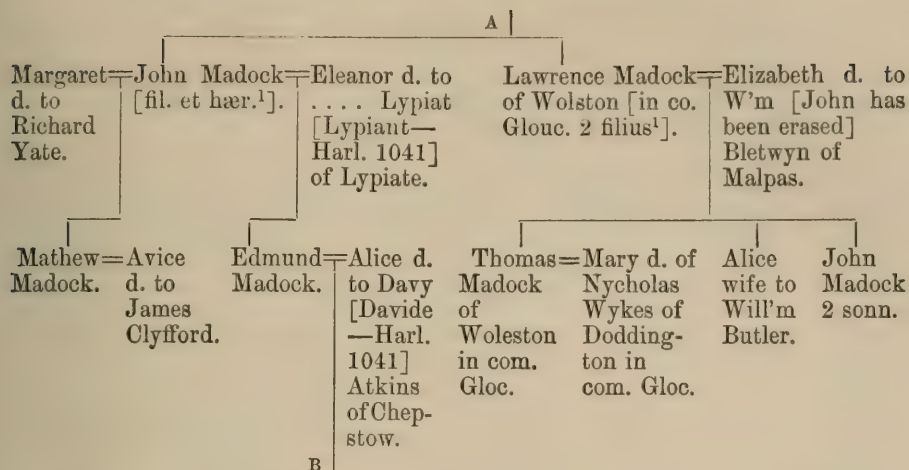 A
Margaret=John Madock=Eleanor d. to
d. to
Richard
Yate.
[fil. et hær.¹].
.... Lypiat
[Lypiant—
Harl. 1041]
of Lypiate.
Lawrence Madock=Elizabeth d. to
of Wolston [in co.
Glouc. 2 filius¹].
W'm [John has
been erased]
Bletwyn of
Malpas.
Mathew=Avice
Madock.
d. to
James
Clyfford.
Edmund=Alice d.
Madock.
to Davy
[Davide
—Harl.
1041]
Atkins
of Chep-
stow.
Thomas=Mary d. of
Madock
of
Woleston
in com.
Gloc.
Nycholas
Wykes of
Dodding-
ton in
com. Gloc.
Alice
wife to
Will'm
Butler.
John
Madock
2 sonn.
B